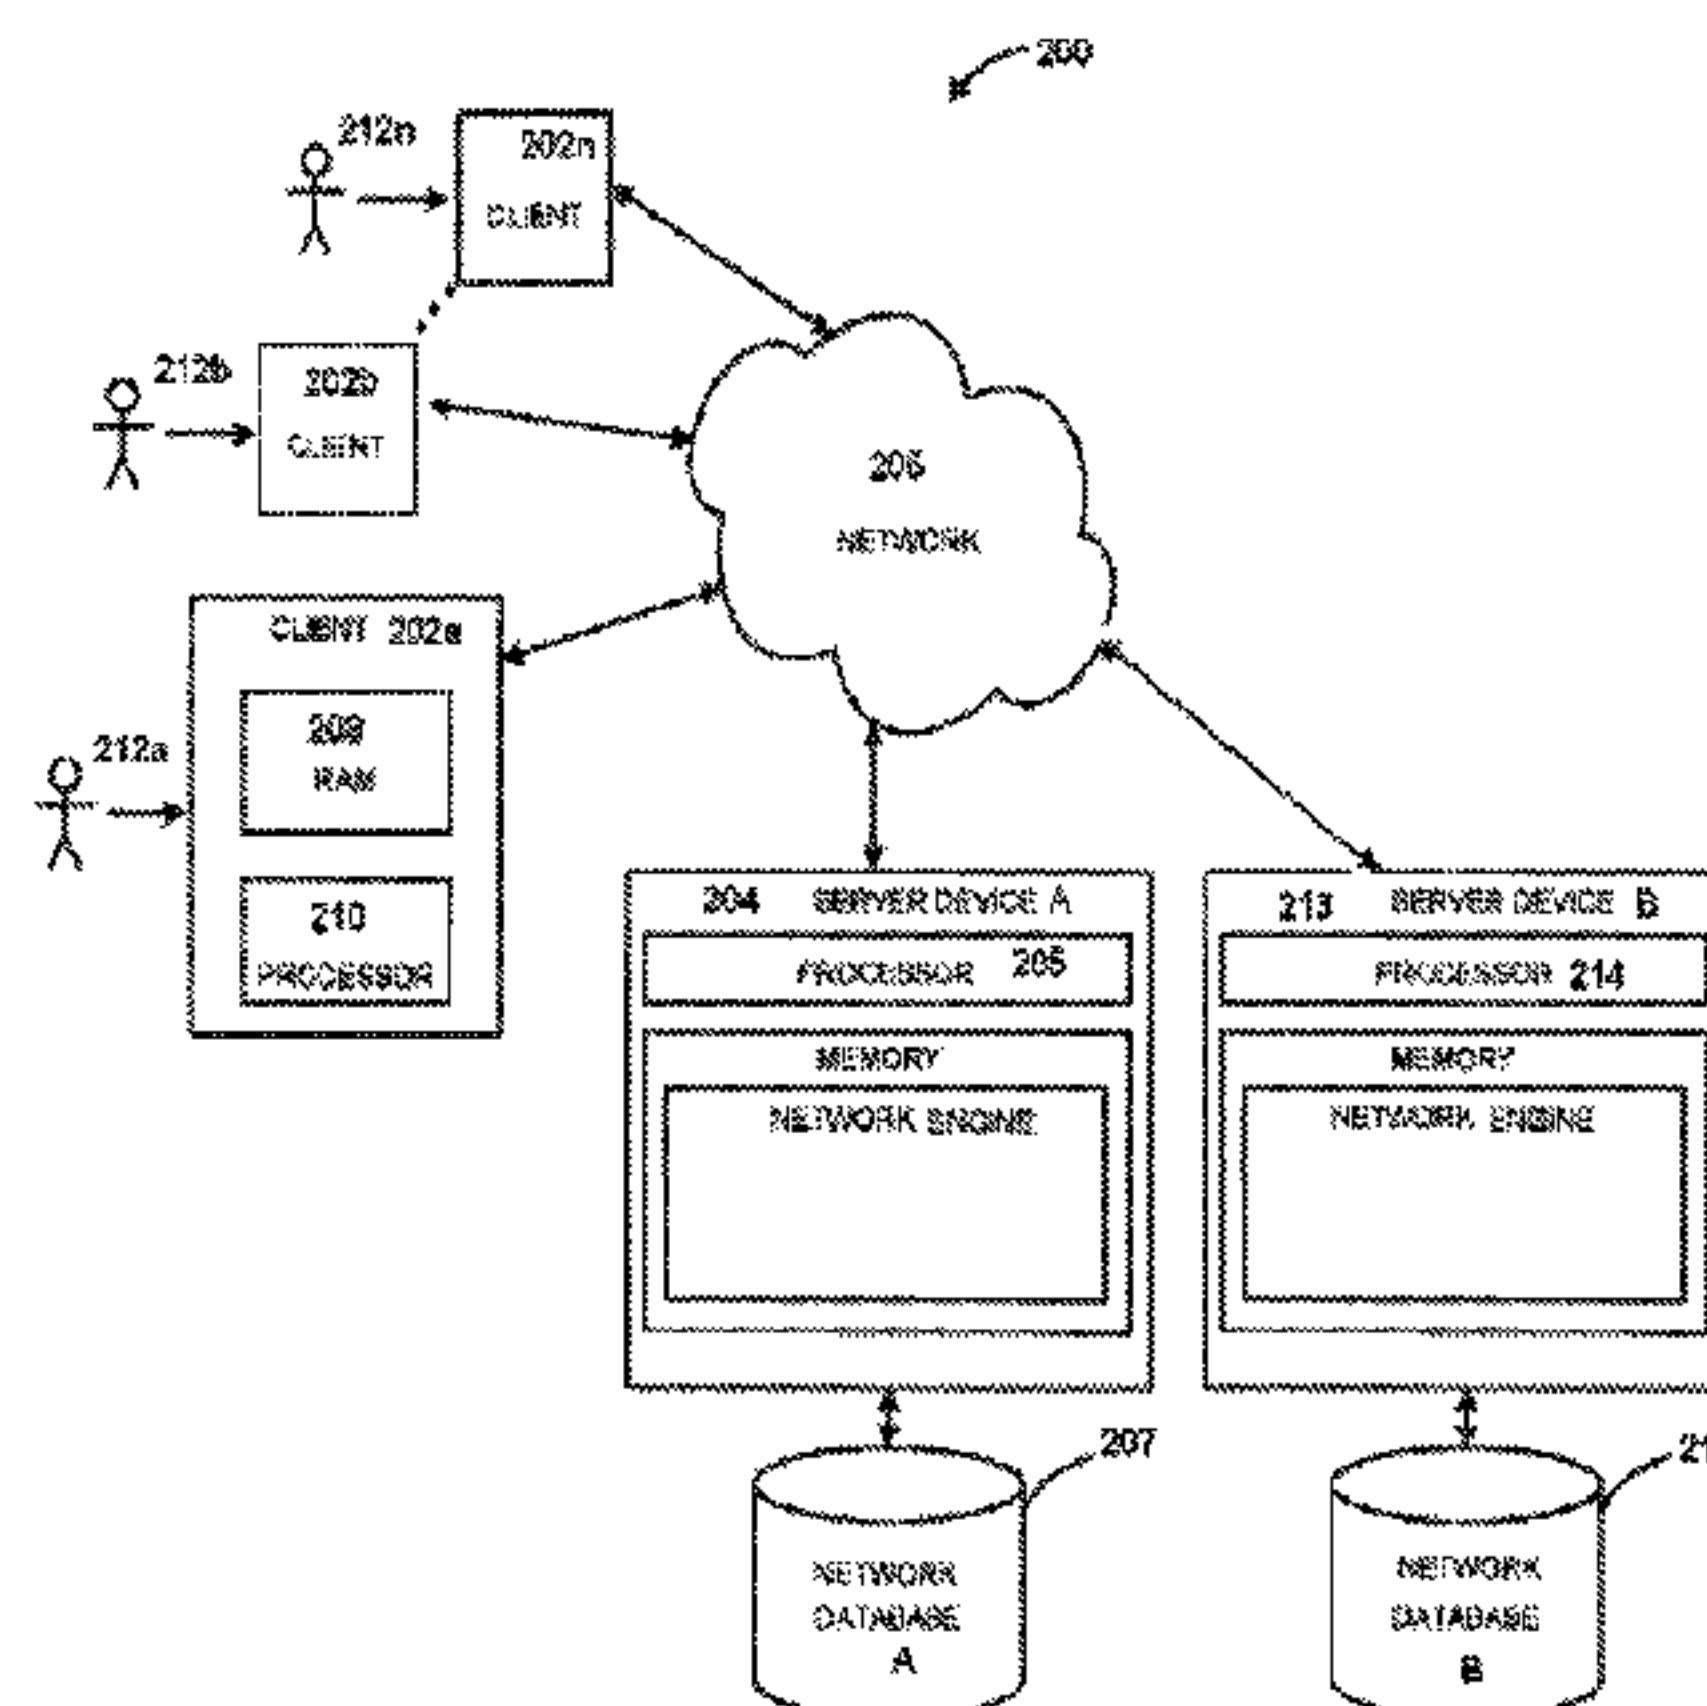 200
212n
202n
CLIENT
212b
202b
CLIENT
206
NETWORK
CLIENT 202a
209
RAM
212a
210
PROCESSOR
204 SERVER DEVICE A
PROCESSOR 205
MEMORY
NETWORK ENGINE
213 SERVER DEVICE B
PROCESSOR 214
MEMORY
NETWORK ENGINE
207
NETWORK
DATABASE
A
NETWORK
DATABASE
B